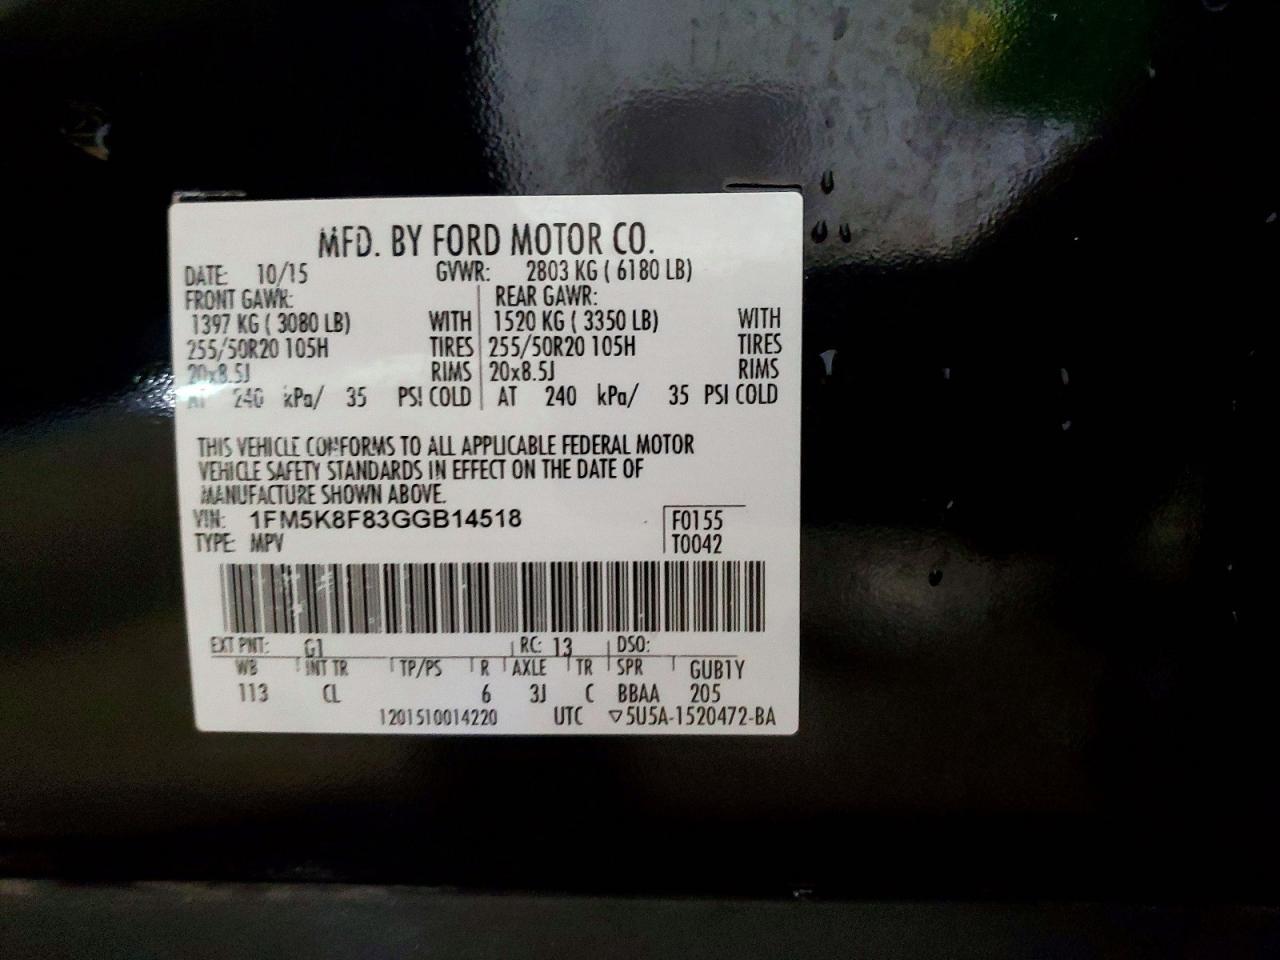 MFD. BY FORD MOTOR CO.
DATE: 10/15 GVWR: 2803 KG ( 6180 LB)
FRONT GAWR: REAR GAWR:
1397 KG ( 3080 LB) WITH 1520 KG ( 3350 LB) WITH
255/50R20 105H TIRES 255/50R20 105H TIRES
20x8.5J RIMS 20x8.5J RIMS
AT 240 kPa/ 35 PSI COLD AT 240 kPa/ 35 PSI COLD
THIS VEHICLE CONFORMS TO ALL APPLICABLE FEDERAL MOTOR
VEHICLE SAFETY STANDARDS IN EFFECT ON THE DATE OF
MANUFACTURE SHOWN ABOVE.
VIN: 1FM5K8F83GGB14518 F0155
TYPE: MPV T0042
EXT PNT: G1 RC: 13 DSO:
WB INT TR TP/PS R AXLE TR SPR GUB1Y
113 CL 6 3J C BBAA 205
1201510014220 UTC ▽5U5A-1520472-BA